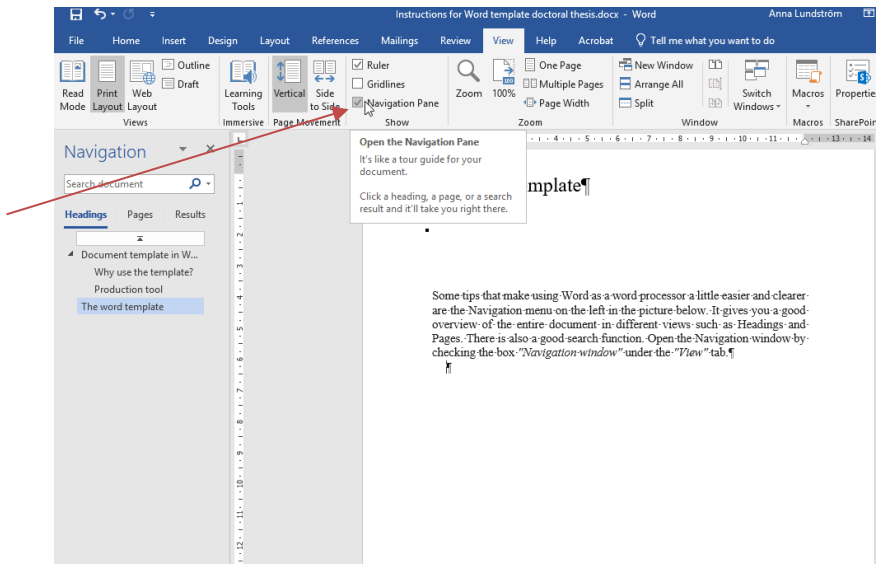 Instructions for Word template doctoral thesis.docx - Word Anna Lundström
File Home Insert Design Layout References Mailings Review View Help Acrobat Tell me what you want to do
Read Mode
Print Layout
Web Layout
Outline
Draft
Views
Learning Tools
Immersive
Vertical
Side to Side
Page Movement
Ruler
Gridlines
Navigation Pane
Show
Zoom
100%
One Page
Multiple Pages
Page Width
Zoom
New Window
Arrange All
Split
Switch Windows
Window
Macros
Macros
Propertie
SharePoin
Navigation
Search document
Headings Pages Results
Document template in W...
Why use the template?
Production tool
The word template
Open the Navigation Pane
It's like a tour guide for your
document.
Click a heading, a page, or a search
result and it'll take you right there.
mplate¶
Some tips that make using Word as a word processor a little easier and clearer
are the Navigation menu on the left in the picture below. It gives you a good
overview of the entire document in different views such as Headings and
Pages. There is also a good search function. Open the Navigation window by
checking the box "Navigation window" under the "View" tab.¶
¶